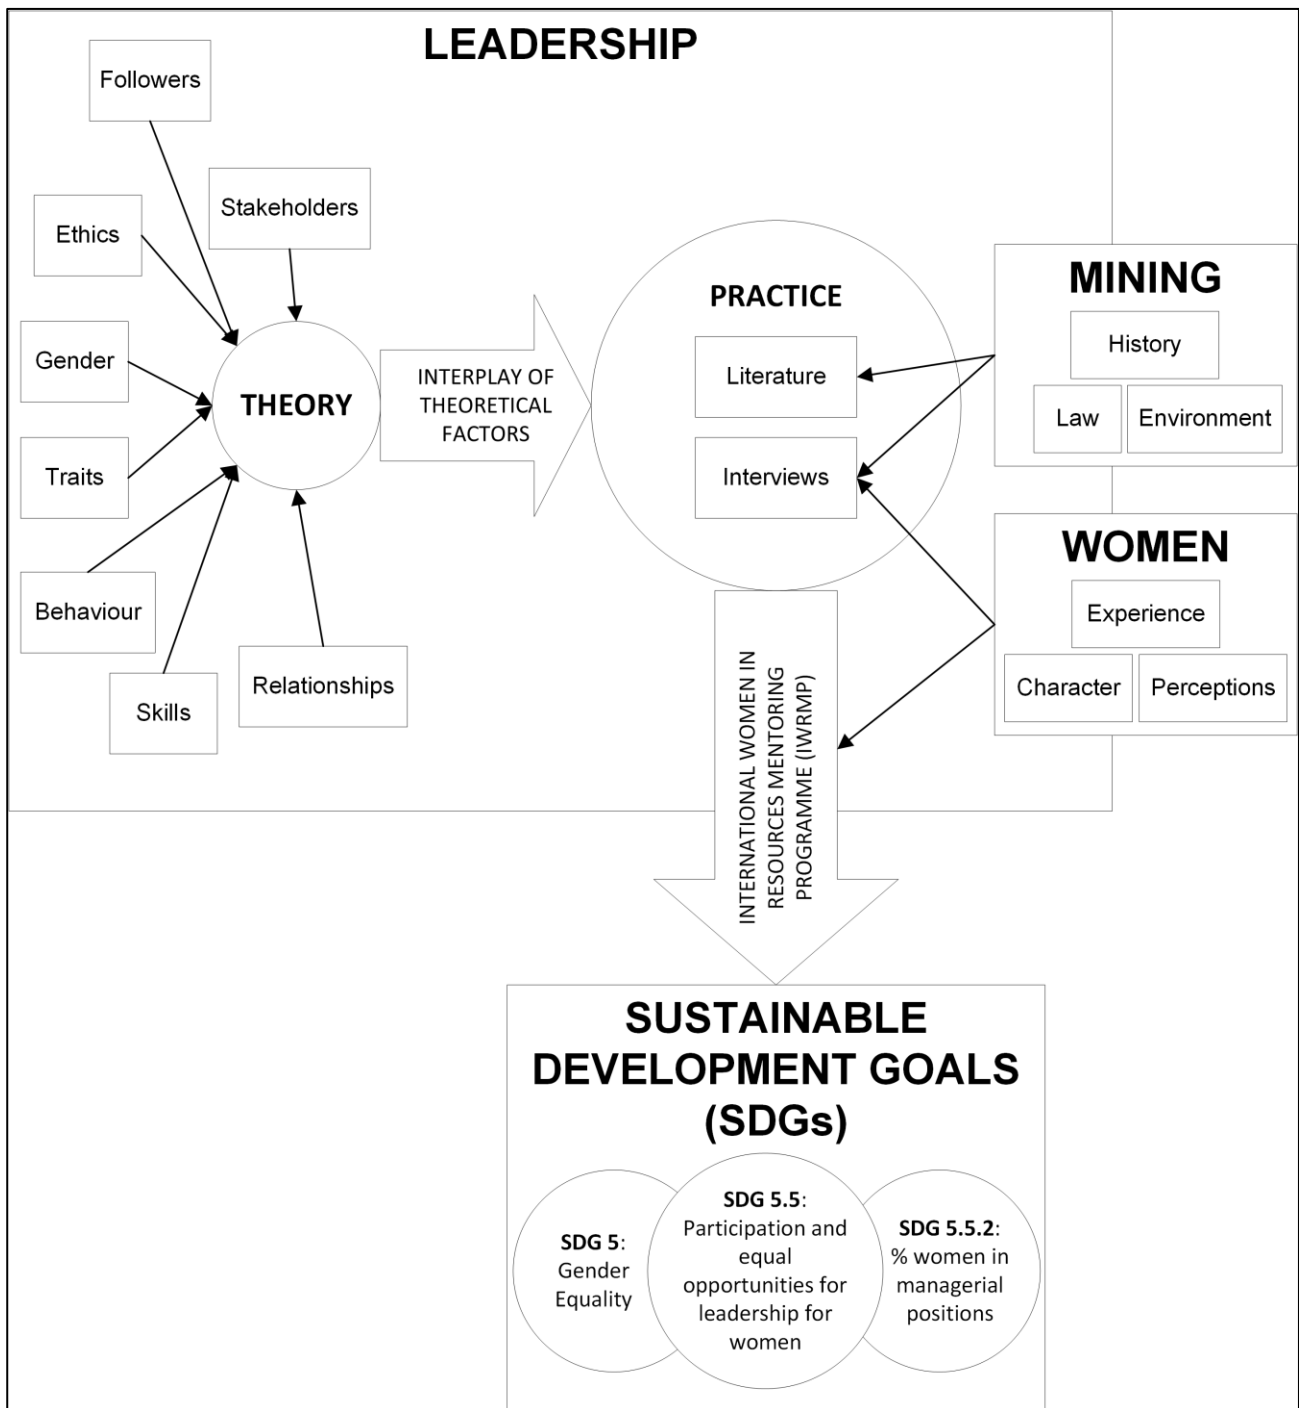 LEADERSHIP
Followers
Stakeholders
Ethics
Gender
Traits
Behaviour
Skills
Relationships
THEORY
INTERPLAY OF
THEORETICAL
FACTORS
PRACTICE
Literature
Interviews
MINING
History
Law
Environment
WOMEN
Experience
Character
Perceptions
INTERNATIONAL WOMEN IN
RESOURCES MENTORING
PROGRAMME (IWRMP)
SUSTAINABLE
DEVELOPMENT GOALS
(SDGs)
SDG 5:
Gender
Equality
SDG 5.5:
Participation and
equal
opportunities for
leadership for
women
SDG 5.5.2:
% women in
managerial
positions